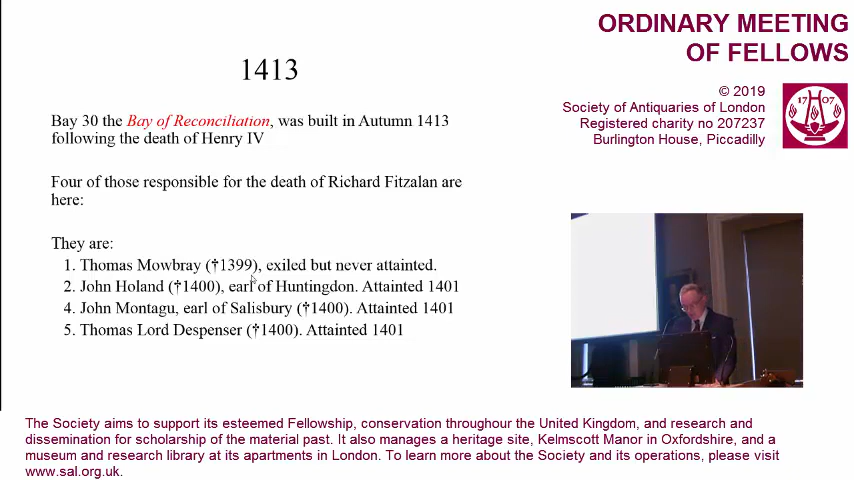 ORDINARY MEETING
OF FELLOWS
© 2019
Society of Antiquaries of London
Registered charity no 207237
Burlington House, Piccadilly
17 07
1413
Bay 30 the Bay of Reconciliation, was built in Autumn 1413
following the death of Henry IV
Four of those responsible for the death of Richard Fitzalan are
here:
They are:
1. Thomas Mowbray (†1399), exiled but never attainted.
2. John Holand (†1400), earl of Huntingdon. Attainted 1401
4. John Montagu, earl of Salisbury (†1400). Attainted 1401
5. Thomas Lord Despenser (†1400). Attainted 1401
The Society aims to support its esteemed Fellowship, conservation throughour the United Kingdom, and research and
dissemination for scholarship of the material past. It also manages a heritage site, Kelmscott Manor in Oxfordshire, and a
museum and research library at its apartments in London. To learn more about the Society and its operations, please visit
www.sal.org.uk.